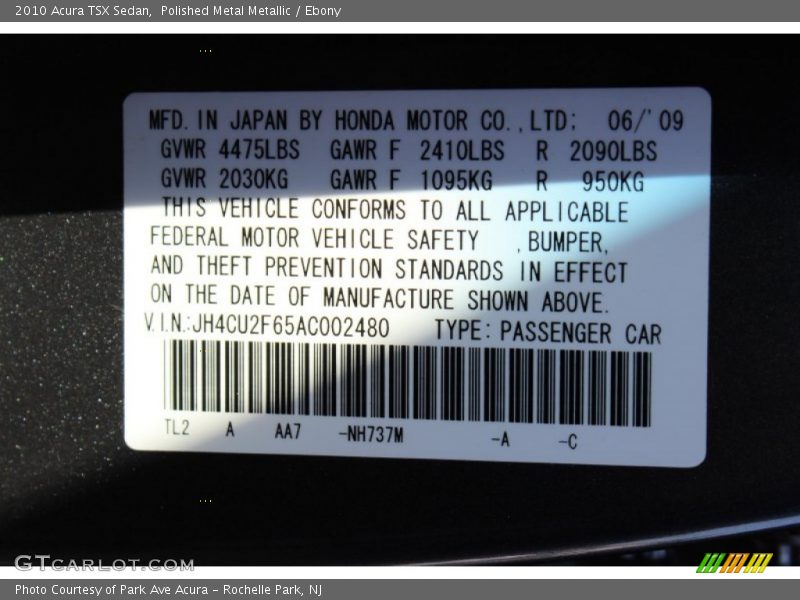 2010 Acura TSX Sedan,  Polished Metal Metallic / Ebony
MFD. IN JAPAN BY HONDA MOTOR CO., LTD:  06/'09
GVWR 4475LBS  GAWR F  2410LBS  R  2090LBS
GVWR 2030KG  GAWR F  1095KG  R  950KG
THIS VEHICLE CONFORMS TO ALL APPLICABLE
FEDERAL MOTOR VEHICLE SAFETY  , BUMPER,
AND THEFT PREVENTION STANDARDS IN EFFECT
ON THE DATE OF MANUFACTURE SHOWN ABOVE.
V.I.N.:JH4CU2F65AC002480  TYPE: PASSENGER CAR
TL2  A  AA7  -NH737M  -A  -C
GTCARLOT.COM
Photo Courtesy of Park Ave Acura - Rochelle Park, NJ